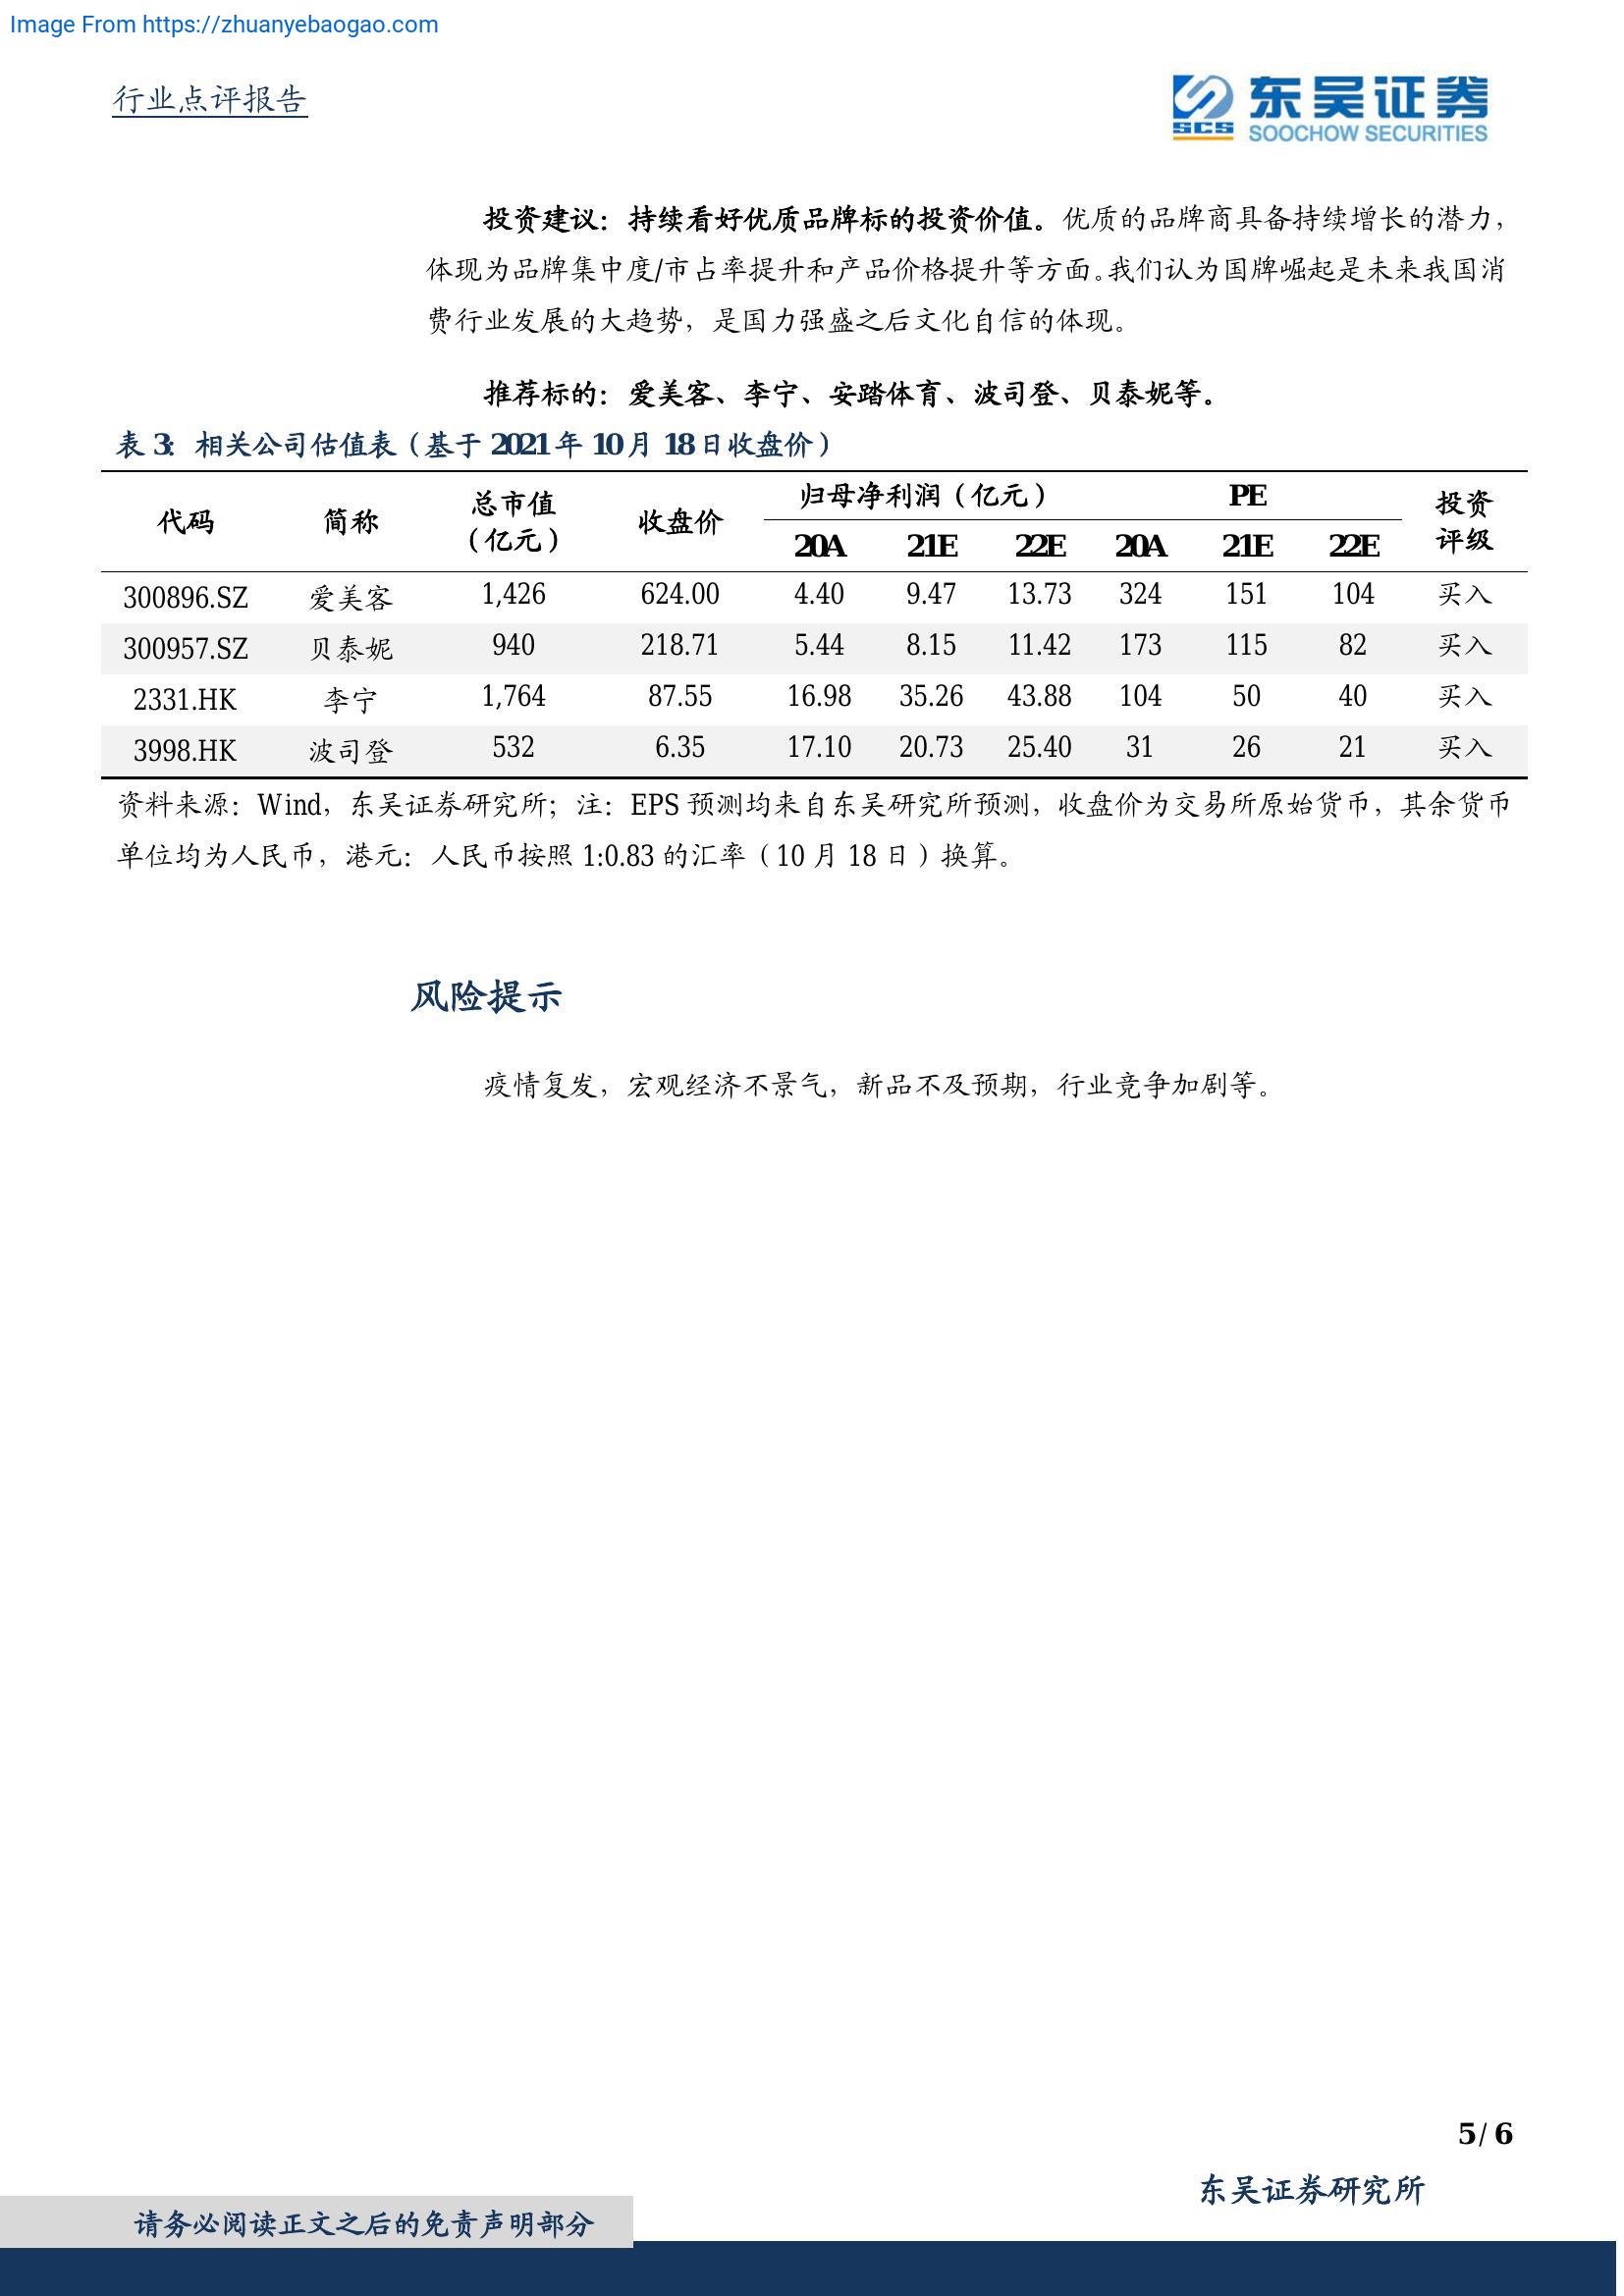 Image From https://zhuanyebaogao.com
行业点评报告
SCS 东吴证券
SOOCHOW SECURITIES
投资建议：持续看好优质品牌标的投资价值。优质的品牌商具备持续增长的潜力，
体现为品牌集中度/市占率提升和产品价格提升等方面。我们认为国牌崛起是未来我国消
费行业发展的大趋势，是国力强盛之后文化自信的体现。
推荐标的：爱美客、李宁、安踏体育、波司登、贝泰妮等。
表 3：相关公司估值表（基于 2021 年 10 月 18 日收盘价）
代码 简称 总市值（亿元） 收盘价 归母净利润（亿元） PE 投资评级
20A 21E 22E 20A 21E 22E
300896.SZ 爱美客 1,426 624.00 4.40 9.47 13.73 324 151 104 买入
300957.SZ 贝泰妮 940 218.71 5.44 8.15 11.42 173 115 82 买入
2331.HK 李宁 1,764 87.55 16.98 35.26 43.88 104 50 40 买入
3998.HK 波司登 532 6.35 17.10 20.73 25.40 31 26 21 买入
资料来源：Wind，东吴证券研究所；注：EPS 预测均来自东吴研究所预测，收盘价为交易所原始货币，其余货币
单位均为人民币，港元：人民币按照 1:0.83 的汇率（10 月 18 日）换算。
风险提示
疫情复发，宏观经济不景气，新品不及预期，行业竞争加剧等。
5 / 6
东吴证券研究所
请务必阅读正文之后的免责声明部分